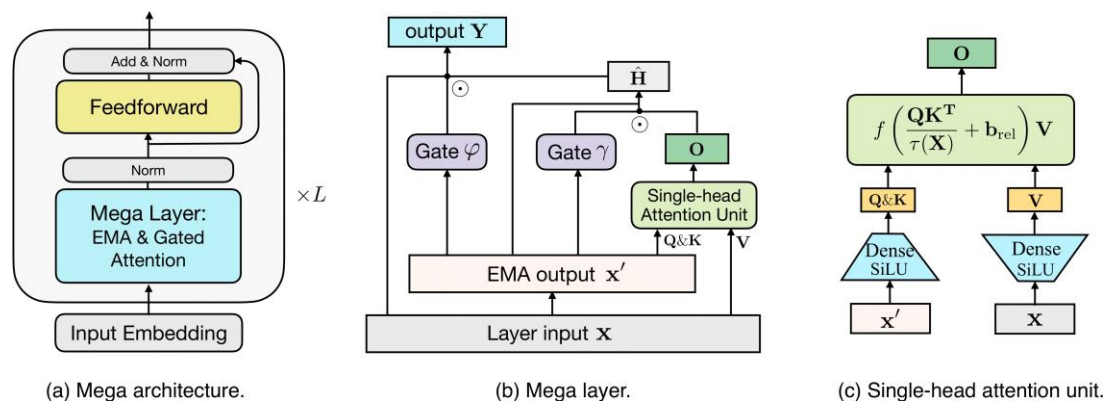 Add & Norm
Feedforward
Norm
Mega Layer:
EMA & Gated
Attention
×L
Input Embedding
(a) Mega architecture.
output Y
Ĥ
⊙
⊙
Gate φ
Gate γ
O
Single-head
Attention Unit
Q&K
V
EMA output x′
Layer input x
(b) Mega layer.
O
f(QKᵀ/τ(X) + b_rel) V
Q&K
V
Dense
SiLU
Dense
SiLU
x′
x
(c) Single-head attention unit.